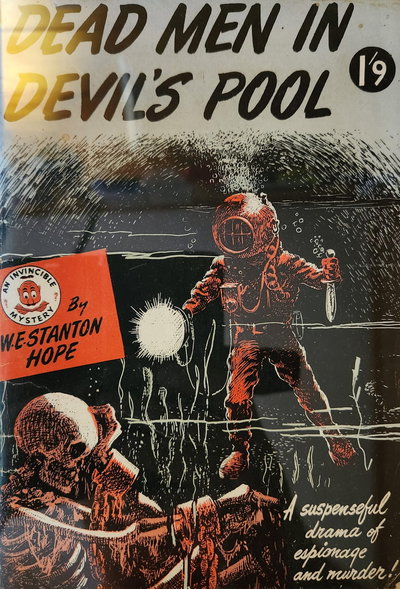 DEAD MEN IN
DEVIL'S POOL
1'9
AN INVINCIBLE
MYSTERY
By
W.E STANTON
HOPE
A suspenseful
drama of
espionage
and murder!